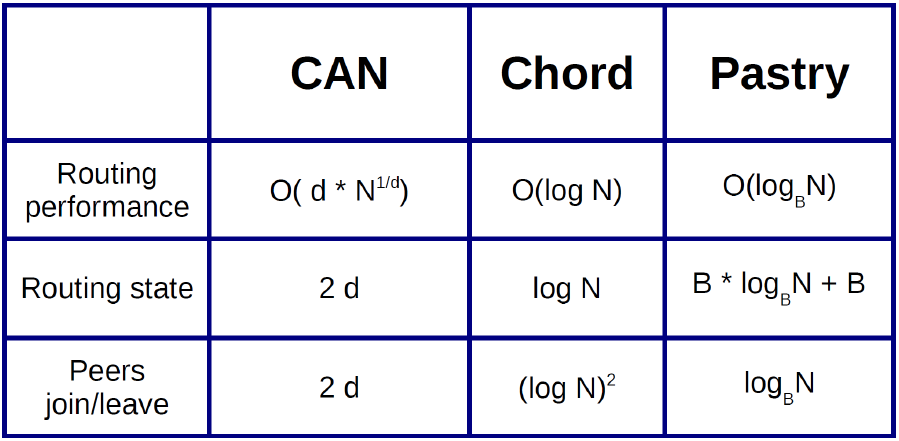 CAN Chord Pastry
Routing
performance
O( d * N^1/d) O(log N) O(log_B N)
Routing state 2 d log N B * log_B N + B
Peers
join/leave
2 d (log N)^2 log_B N